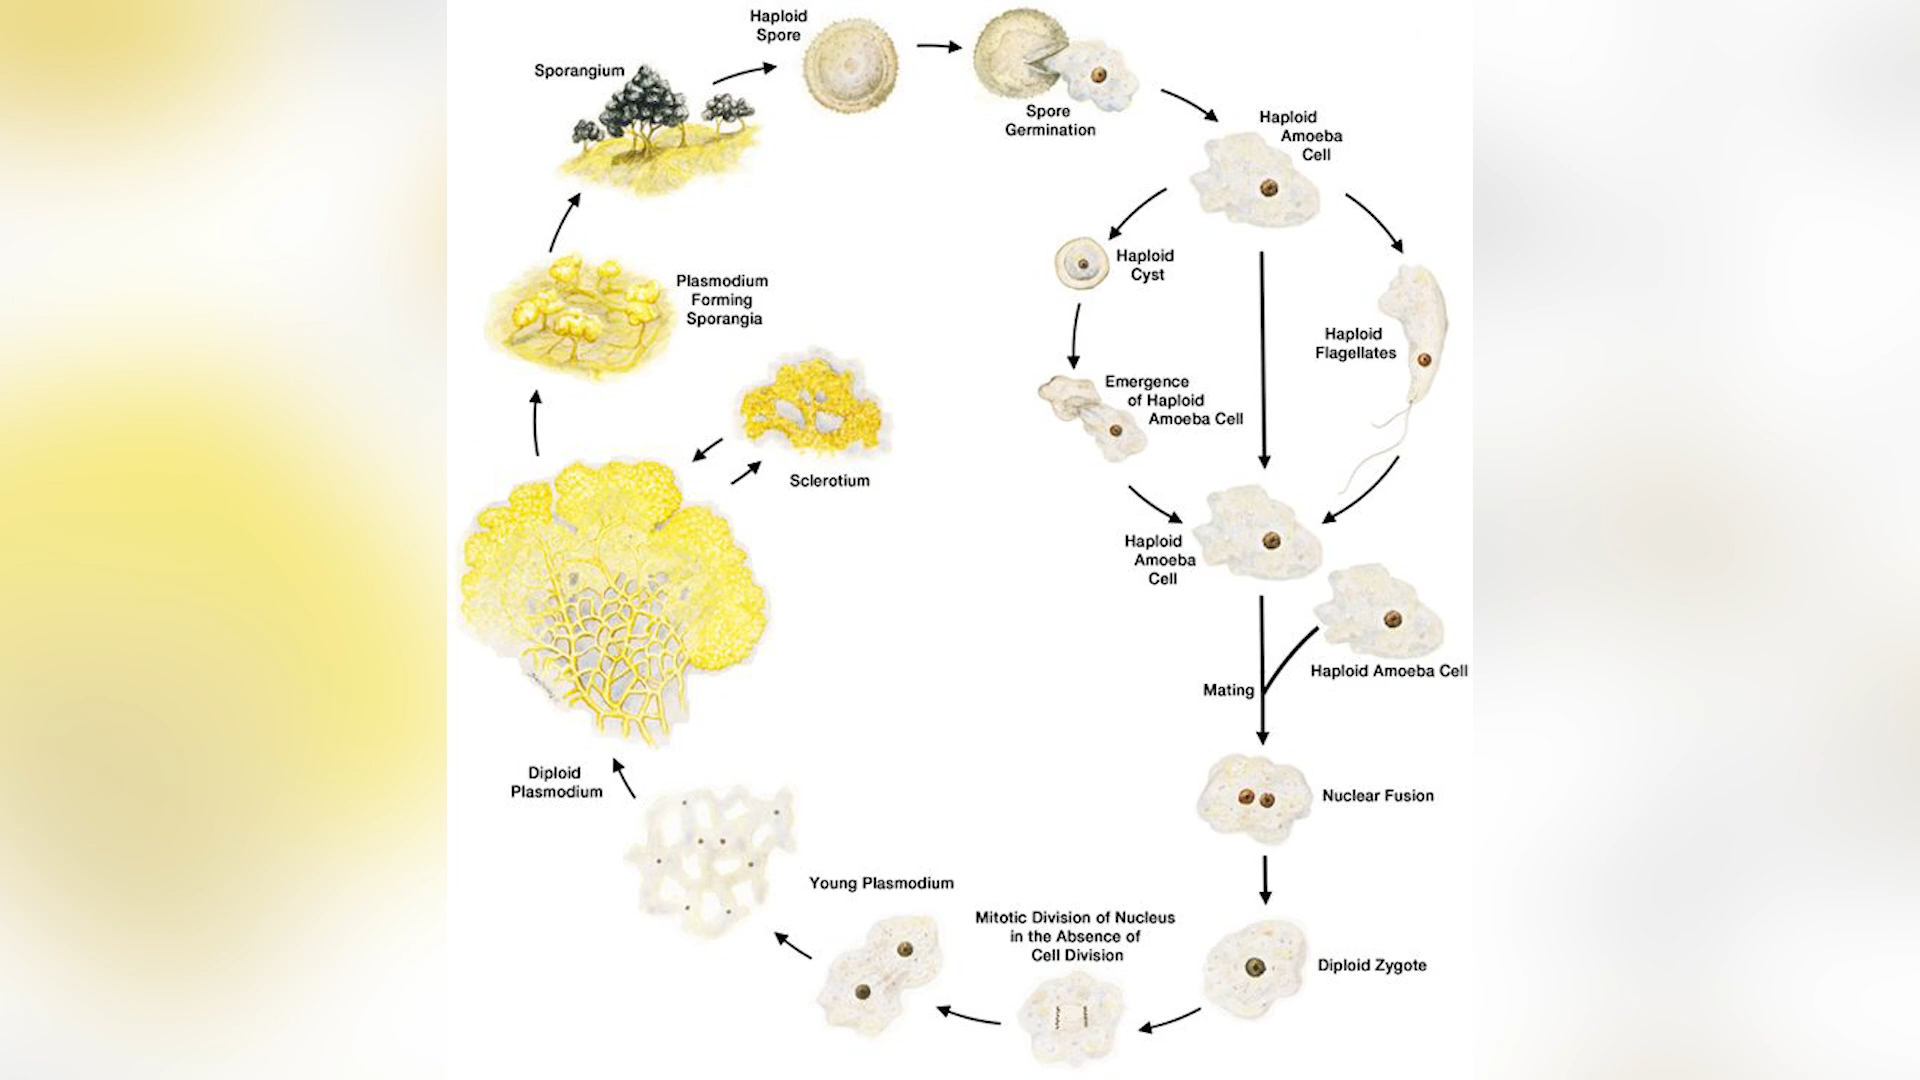 Haploid
Spore
Sporangium
Spore
Germination
Haploid
Amoeba
Cell
Haploid
Cyst
Plasmodium
Forming
Sporangia
Haploid
Flagellates
Emergence
of Haploid
Amoeba Cell
Sclerotium
Haploid
Amoeba
Cell
Haploid Amoeba Cell
Mating
Diploid
Plasmodium
Nuclear Fusion
Young Plasmodium
Mitotic Division of Nucleus
in the Absence of
Cell Division
Diploid Zygote